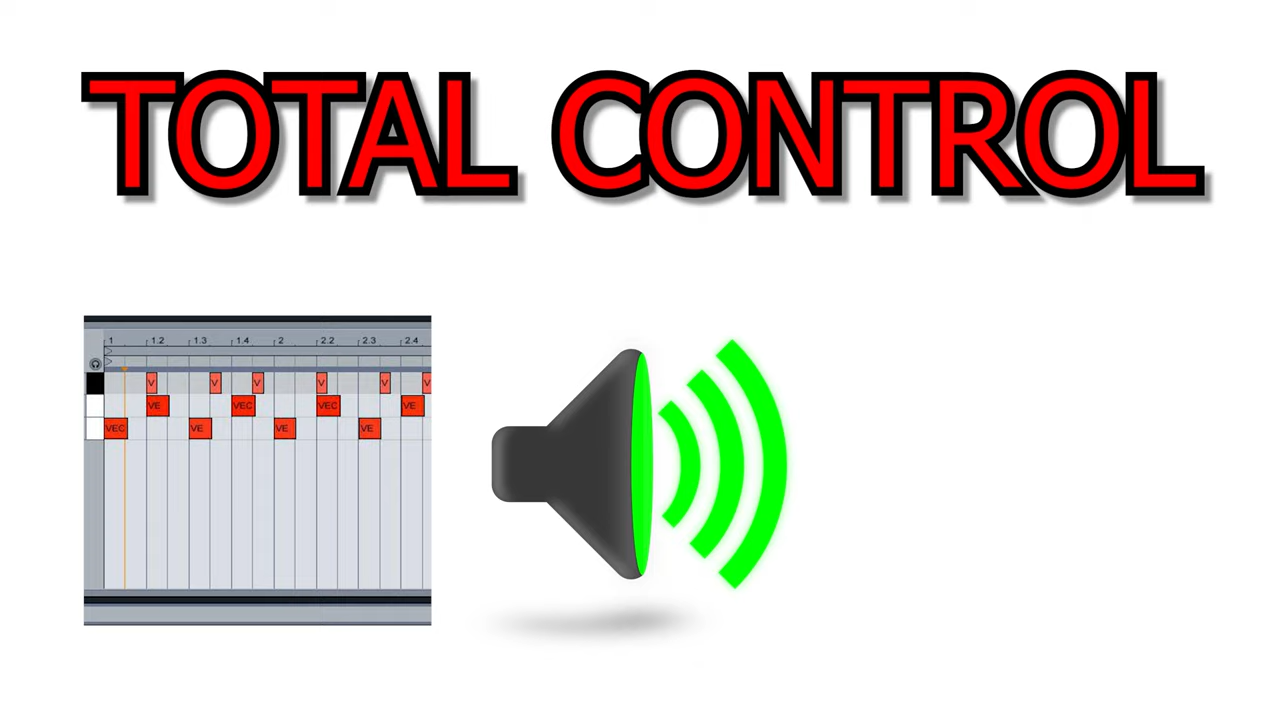 TOTAL CONTROL
1 1.2 1.3 1.4 2 2.2 2.3 2.4
V V V V V V
VE VEC VEC VE
VEC VE VE VE